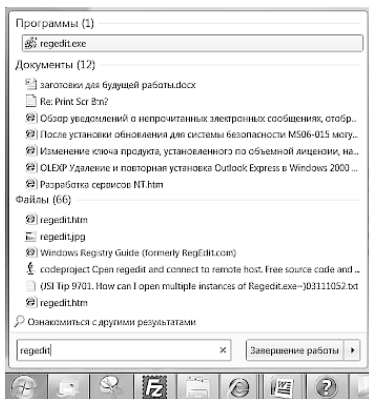 Программы (1)
regedit.exe
Документы (12)
заготовки для будущей работы.docx
Re: Print Scr Btn?
Обзор уведомлений о непрочитанных электронных сообщениях, отобр...
После установки обновления для системы безопасности MS06-015 могу...
Изменение ключа продукта, установленного по объемной лицензии, на...
OLEXP Удаление и повторная установка Outlook Express в Windows 2000 ...
Разработка сервисов NT.htm
Файлы (66)
regedit.htm
regedit.jpg
Windows Registry Guide (formerly RegEdit.com)
codeproject Open regedit and connect to remote host. Free source code and ...
(JSI Tip 9701. How can I open multiple instances of Regedit.exe~)03111052.txt
regedit.htm
Ознакомиться с другими результатами
regedit
Завершение работы